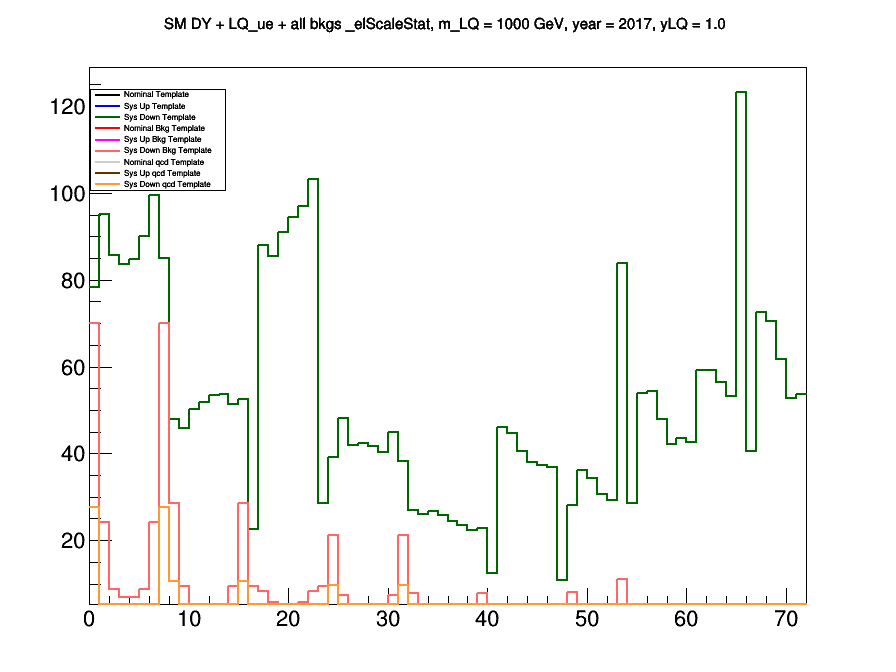 SM DY + LQ_ue + all bkgs _elScaleStat, m_LQ = 1000 GeV, year = 2017, yLQ = 1.0
Nominal Template
Sys Up Template
Sys Down Template
Nominal Bkg Template
Sys Up Bkg Template
Sys Down Bkg Template
Nominal qcd Template
Sys Up qcd Template
Sys Down qcd Template
120
100
80
60
40
20
0 10 20 30 40 50 60 70